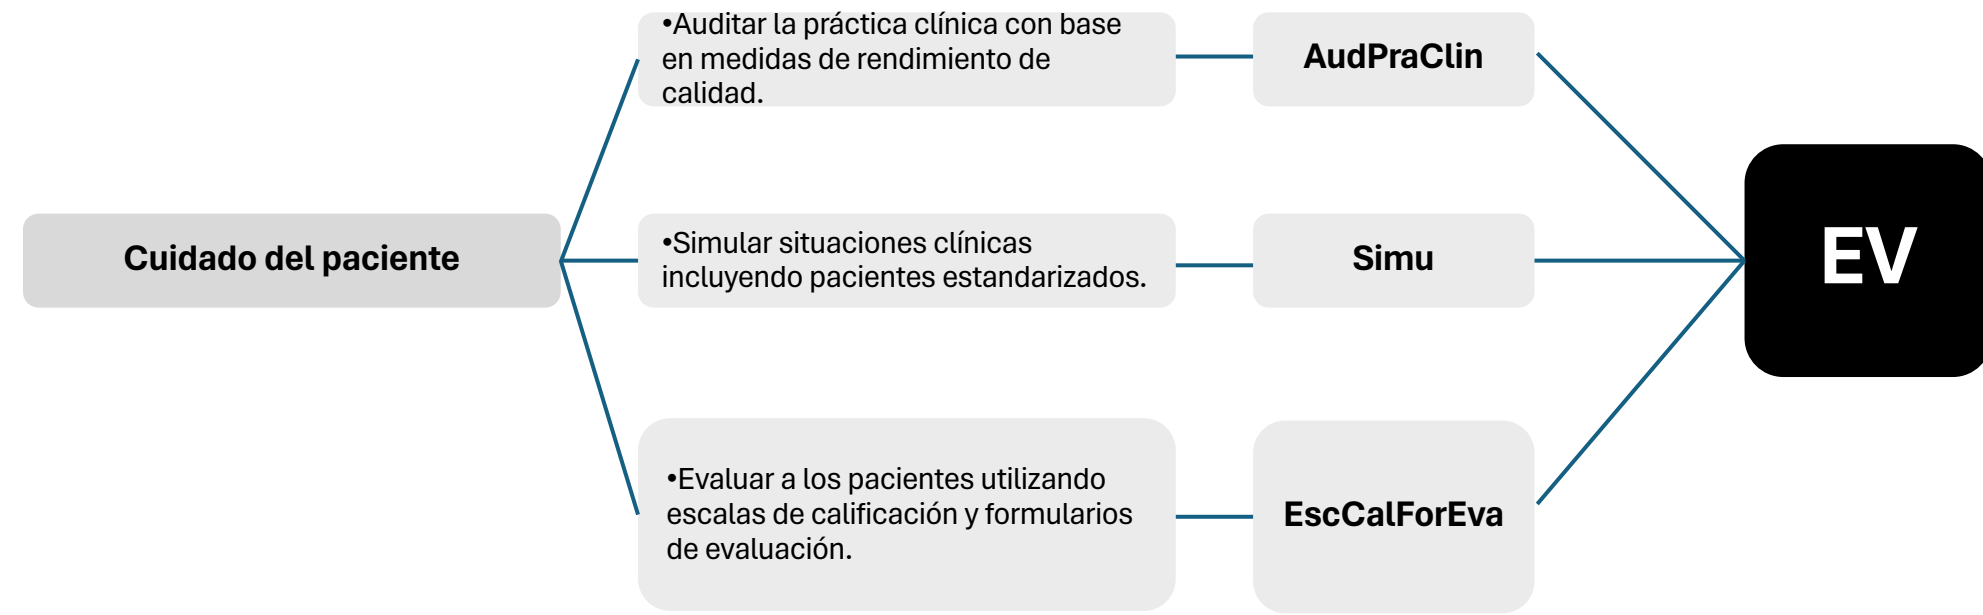 •Auditar la práctica clínica con base
en medidas de rendimiento de
calidad.
AudPraClin
Cuidado del paciente
•Simular situaciones clínicas
incluyendo pacientes estandarizados.
Simu
EV
•Evaluar a los pacientes utilizando
escalas de calificación y formularios
de evaluación.
EscCalForEva